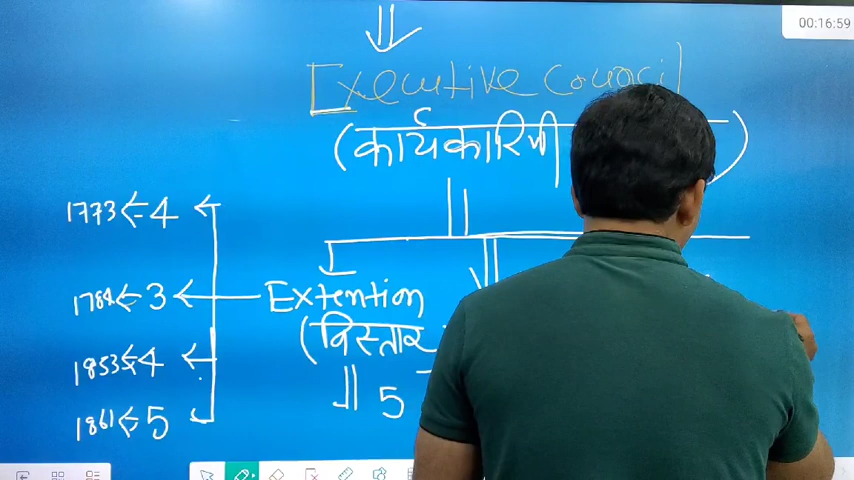 00:16:59
Executive Council
(कार्यकारिणी
1773 ← 4
1784 ← 3 ← Extention
(विस्तार
1853 ← 4
5
1861 ← 5